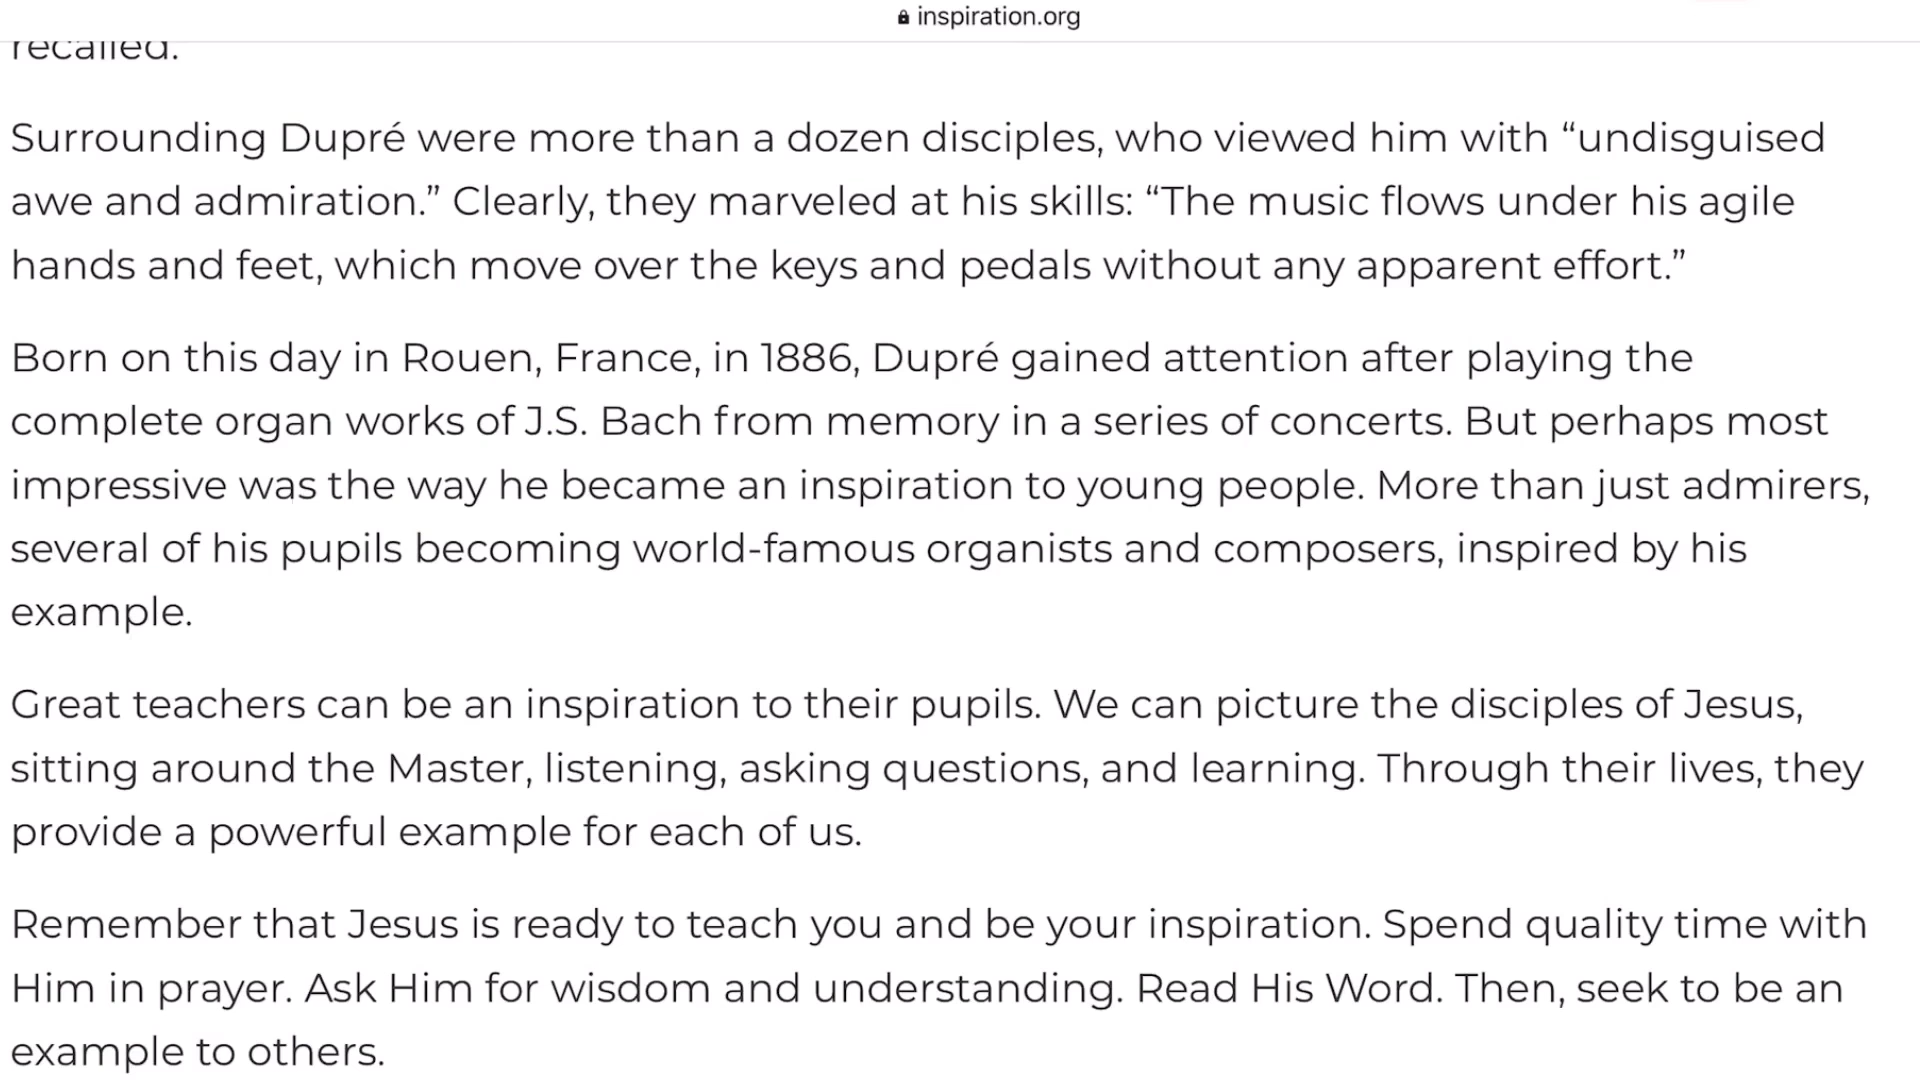 inspiration.org
recalled.
Surrounding Dupré were more than a dozen disciples, who viewed him with “undisguised
awe and admiration.” Clearly, they marveled at his skills: “The music flows under his agile
hands and feet, which move over the keys and pedals without any apparent effort.”
Born on this day in Rouen, France, in 1886, Dupré gained attention after playing the
complete organ works of J.S. Bach from memory in a series of concerts. But perhaps most
impressive was the way he became an inspiration to young people. More than just admirers,
several of his pupils becoming world-famous organists and composers, inspired by his
example.
Great teachers can be an inspiration to their pupils. We can picture the disciples of Jesus,
sitting around the Master, listening, asking questions, and learning. Through their lives, they
provide a powerful example for each of us.
Remember that Jesus is ready to teach you and be your inspiration. Spend quality time with
Him in prayer. Ask Him for wisdom and understanding. Read His Word. Then, seek to be an
example to others.